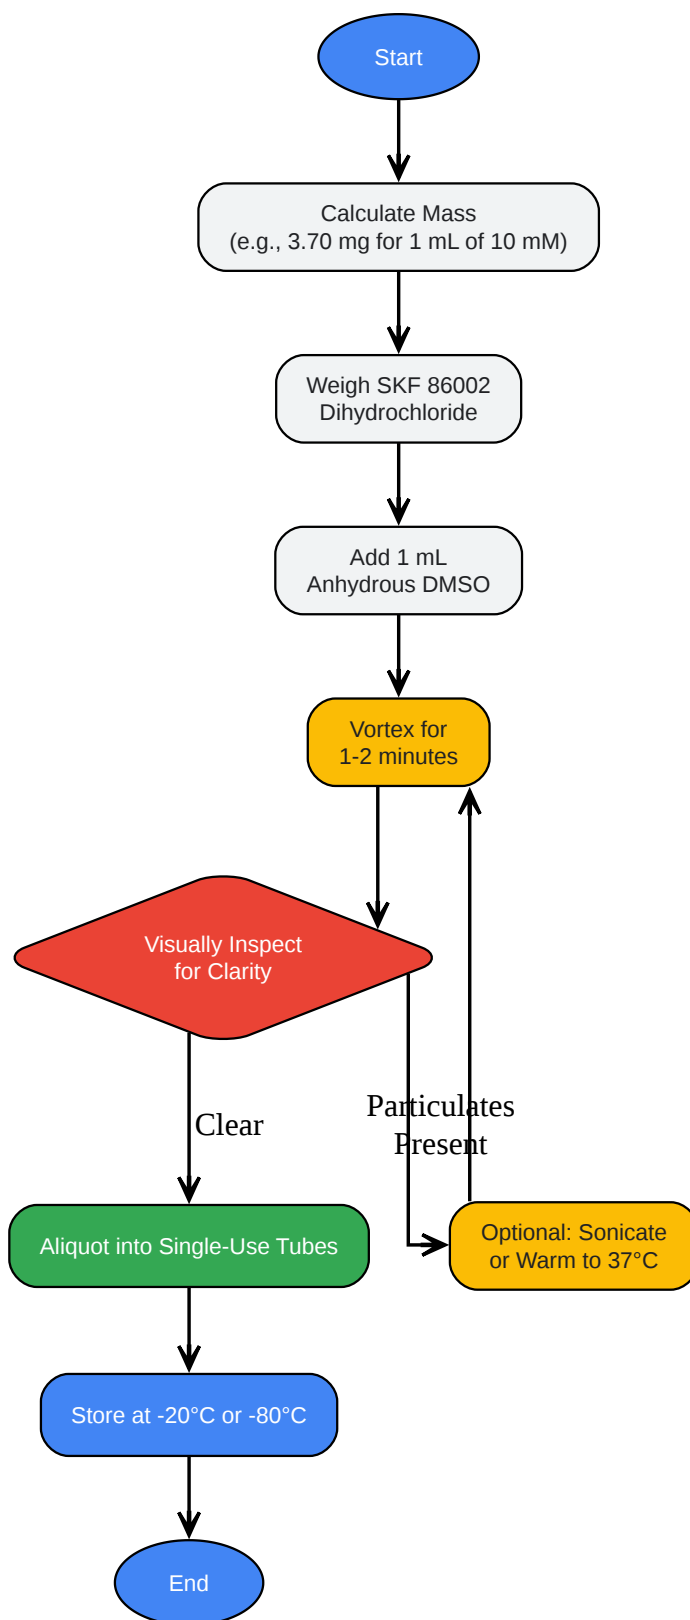 Start
Calculate Mass
(e.g., 3.70 mg for 1 mL of 10 mM)
Weigh SKF 86002
Dihydrochloride
Add 1 mL
Anhydrous DMSO
Vortex for
1-2 minutes
Visually Inspect
for Clarity
Clear
Particulates
Present
Aliquot into Single-Use Tubes
Optional: Sonicate
or Warm to 37°C
Store at -20°C or -80°C
End